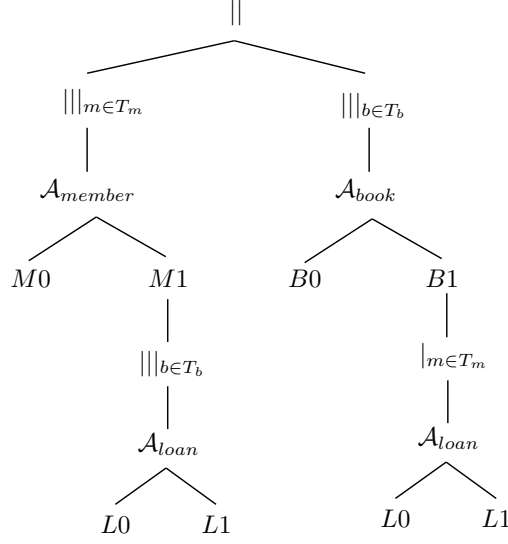 ||
|||m∈Tm |||b∈Tb
𝒜member 𝒜book
M0 M1 B0 B1
|||b∈Tb |m∈Tm
𝒜loan 𝒜loan
L0 L1 L0 L1